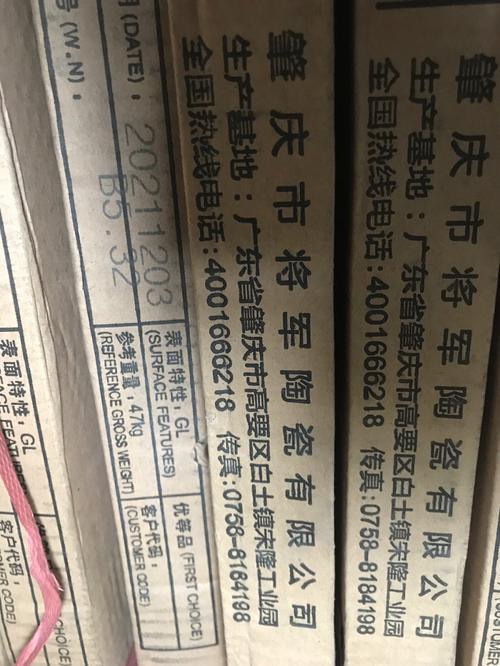 肇庆市将军陶瓷有限公司
生产基地：广东省肇庆市高要区白土镇宋隆工业园
全国热线电话:4001666218 传真:0758-8184198
肇庆市将军陶瓷有限公司
生产基地：广东省肇庆市高要区白土镇宋隆工业园
全国热线电话:4001666218 传真:0758-8184198
期(DATE): 20211203
号(W.N): B5.32
表面特性: GL
(SURFACE FEATURES)
优等品(FIRST CHOICE)
参考重量: 47kg
(REFERENCE GROSS WEIGHT)
客户代码:
(CUSTOMER CODE)
表面特性: GL
(SURFACE FEATURES)
客户代码:
(CUSTOMER CODE)